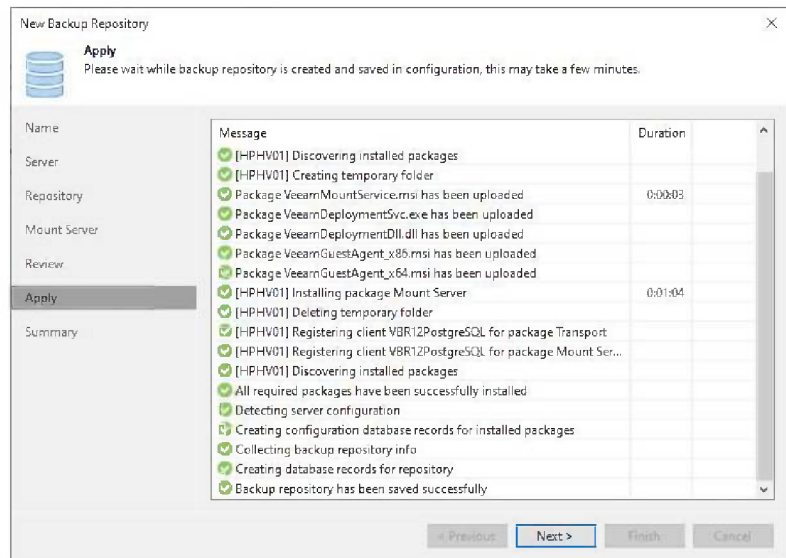 New Backup Repository
Apply
Please wait while backup repository is created and saved in configuration, this may take a few minutes.
Name
Server
Repository
Mount Server
Review
Apply
Summary
Message Duration
[HPHV01] Discovering installed packages
[HPHV01] Creating temporary folder
Package VeeamMountService.msi has been uploaded 0:00:03
Package VeeamDeploymentSvc.exe has been uploaded
Package VeeamDeploymentDll.dll has been uploaded
Package VeeamGuestAgent_x86.msi has been uploaded
Package VeeamGuestAgent_x64.msi has been uploaded
[HPHV01] Installing package Mount Server 0:01:04
[HPHV01] Deleting temporary folder
[HPHV01] Registering client VBR12PostgreSQL for package Transport
[HPHV01] Registering client VBR12PostgreSQL for package Mount Ser...
[HPHV01] Discovering installed packages
All required packages have been successfully installed
Detecting server configuration
Creating configuration database records for installed packages
Collecting backup repository info
Creating database records for repository
Backup repository has been saved successfully
< Previous Next > Finish Cancel